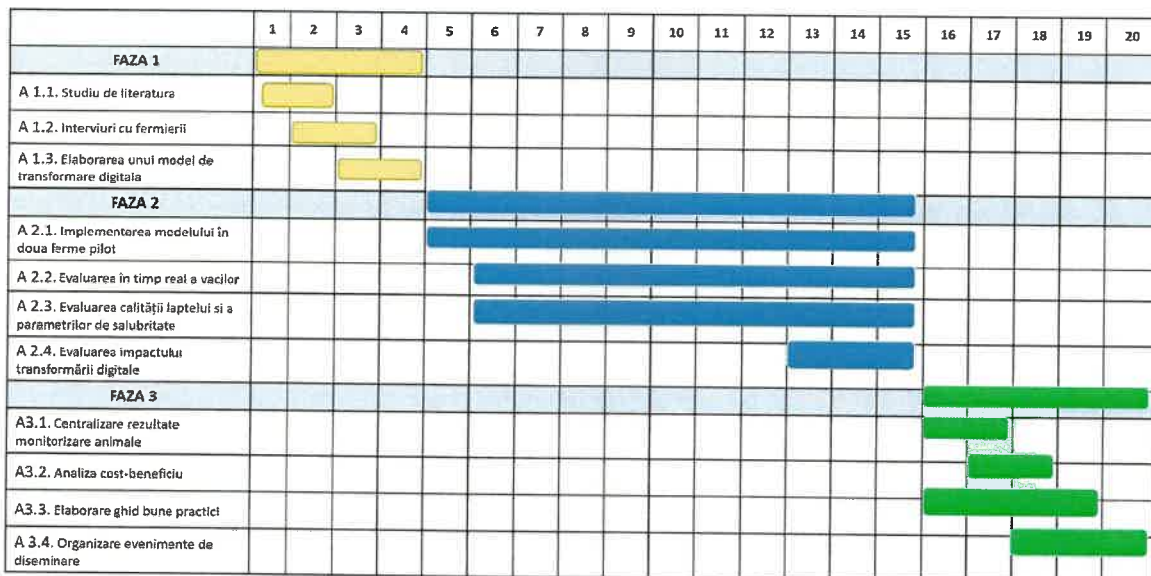 1 2 3 4 5 6 7 8 9 10 11 12 13 14 15 16 17 18 19 20
FAZA 1
A 1.1. Studiu de literatura
A 1.2. Interviuri cu fermierii
A 1.3. Elaborarea unui model de
transformare digitala
FAZA 2
A 2.1. Implementarea modelului în
doua ferme pilot
A 2.2. Evaluarea în timp real a vacilor
A 2.3. Evaluarea calității laptelui si a
parametrilor de salubritate
A 2.4. Evaluarea impactului
transformării digitale
FAZA 3
A3.1. Centralizare rezultate
monitorizare animale
A3.2. Analiza cost-beneficiu
A3.3. Elaborare ghid bune practici
A 3.4. Organizare evenimente de
diseminare